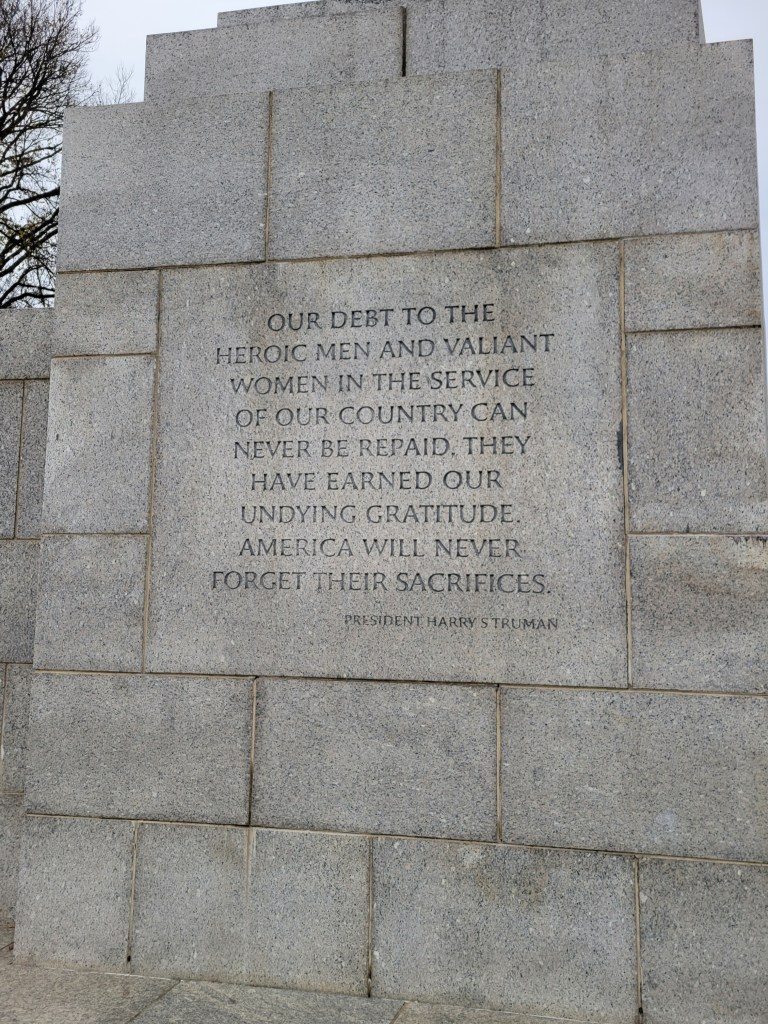 OUR DEBT TO THE
HEROIC MEN AND VALIANT
WOMEN IN THE SERVICE
OF OUR COUNTRY CAN
NEVER BE REPAID. THEY
HAVE EARNED OUR
UNDYING GRATITUDE.
AMERICA WILL NEVER
FORGET THEIR SACRIFICES.
PRESIDENT HARRY S TRUMAN